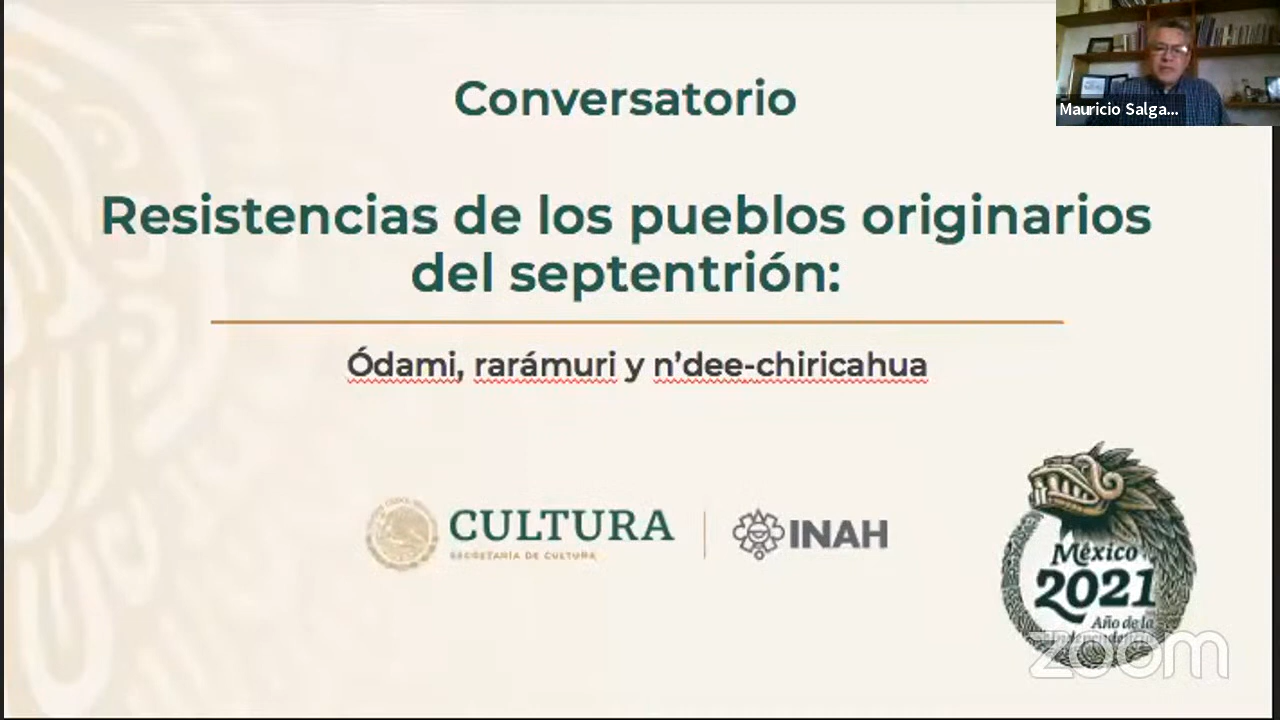 Conversatorio
Mauricio Salga...
Resistencias de los pueblos originarios
del septentrión:
Ódami, rarámuri y n’dee-chiricahua
CULTURA
SECRETARÍA DE CULTURA
INAH
México
2021
Año de la
Independencia
zoom